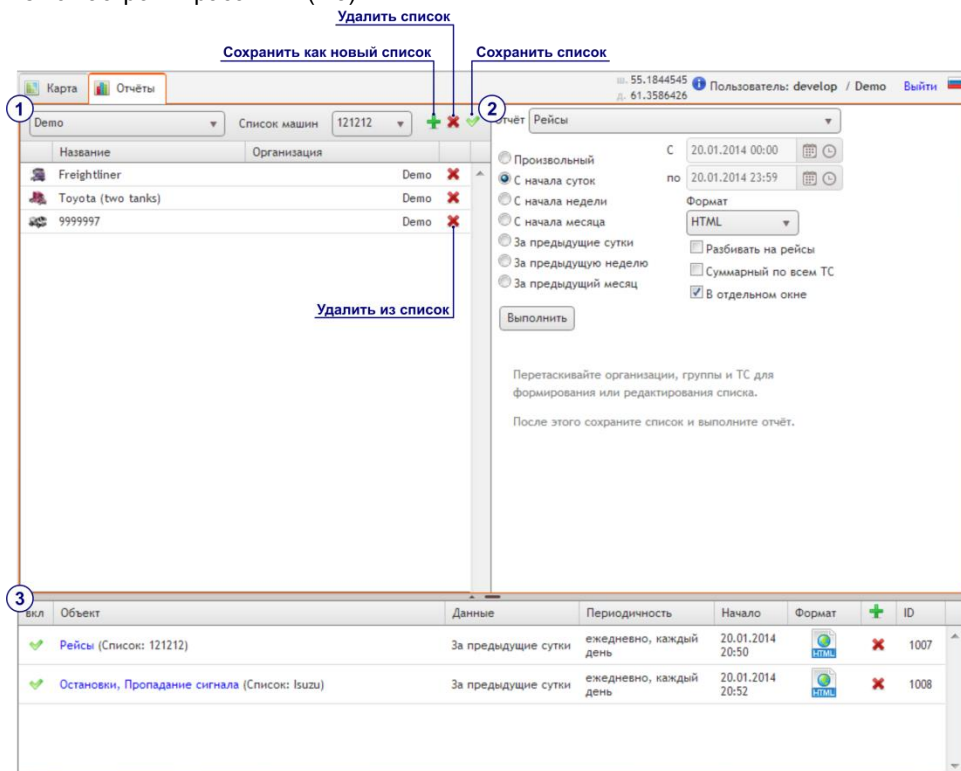 Удалить список
Сохранить как новый список
Сохранить список
Карта
Отчёты
ш. 55.1844545
д. 61.3586426
Пользователь: develop / Demo
Выйти
1
Demo
Список машин
121212
2
Отчёт
Рейсы
Название
Организация
Freightliner
Demo
Toyota (two tanks)
Demo
9999997
Demo
Удалить из список
Произвольный
С начала суток
С начала недели
С начала месяца
За предыдущие сутки
За предыдущую неделю
За предыдущий месяц
С
20.01.2014 00:00
по
20.01.2014 23:59
Формат
HTML
Разбивать на рейсы
Суммарный по всем ТС
В отдельном окне
Выполнить
Перетаскивайте организации, группы и ТС для
формирования или редактирования списка.
После этого сохраните список и выполните отчёт.
3
вкл
Объект
Данные
Периодичность
Начало
Формат
ID
Рейсы (Список: 121212)
За предыдущие сутки
ежедневно, каждый
день
20.01.2014
20:50
HTML
1007
Остановки, Пропадание сигнала (Список: Isuzu)
За предыдущие сутки
ежедневно, каждый
день
20.01.2014
20:52
HTML
1008